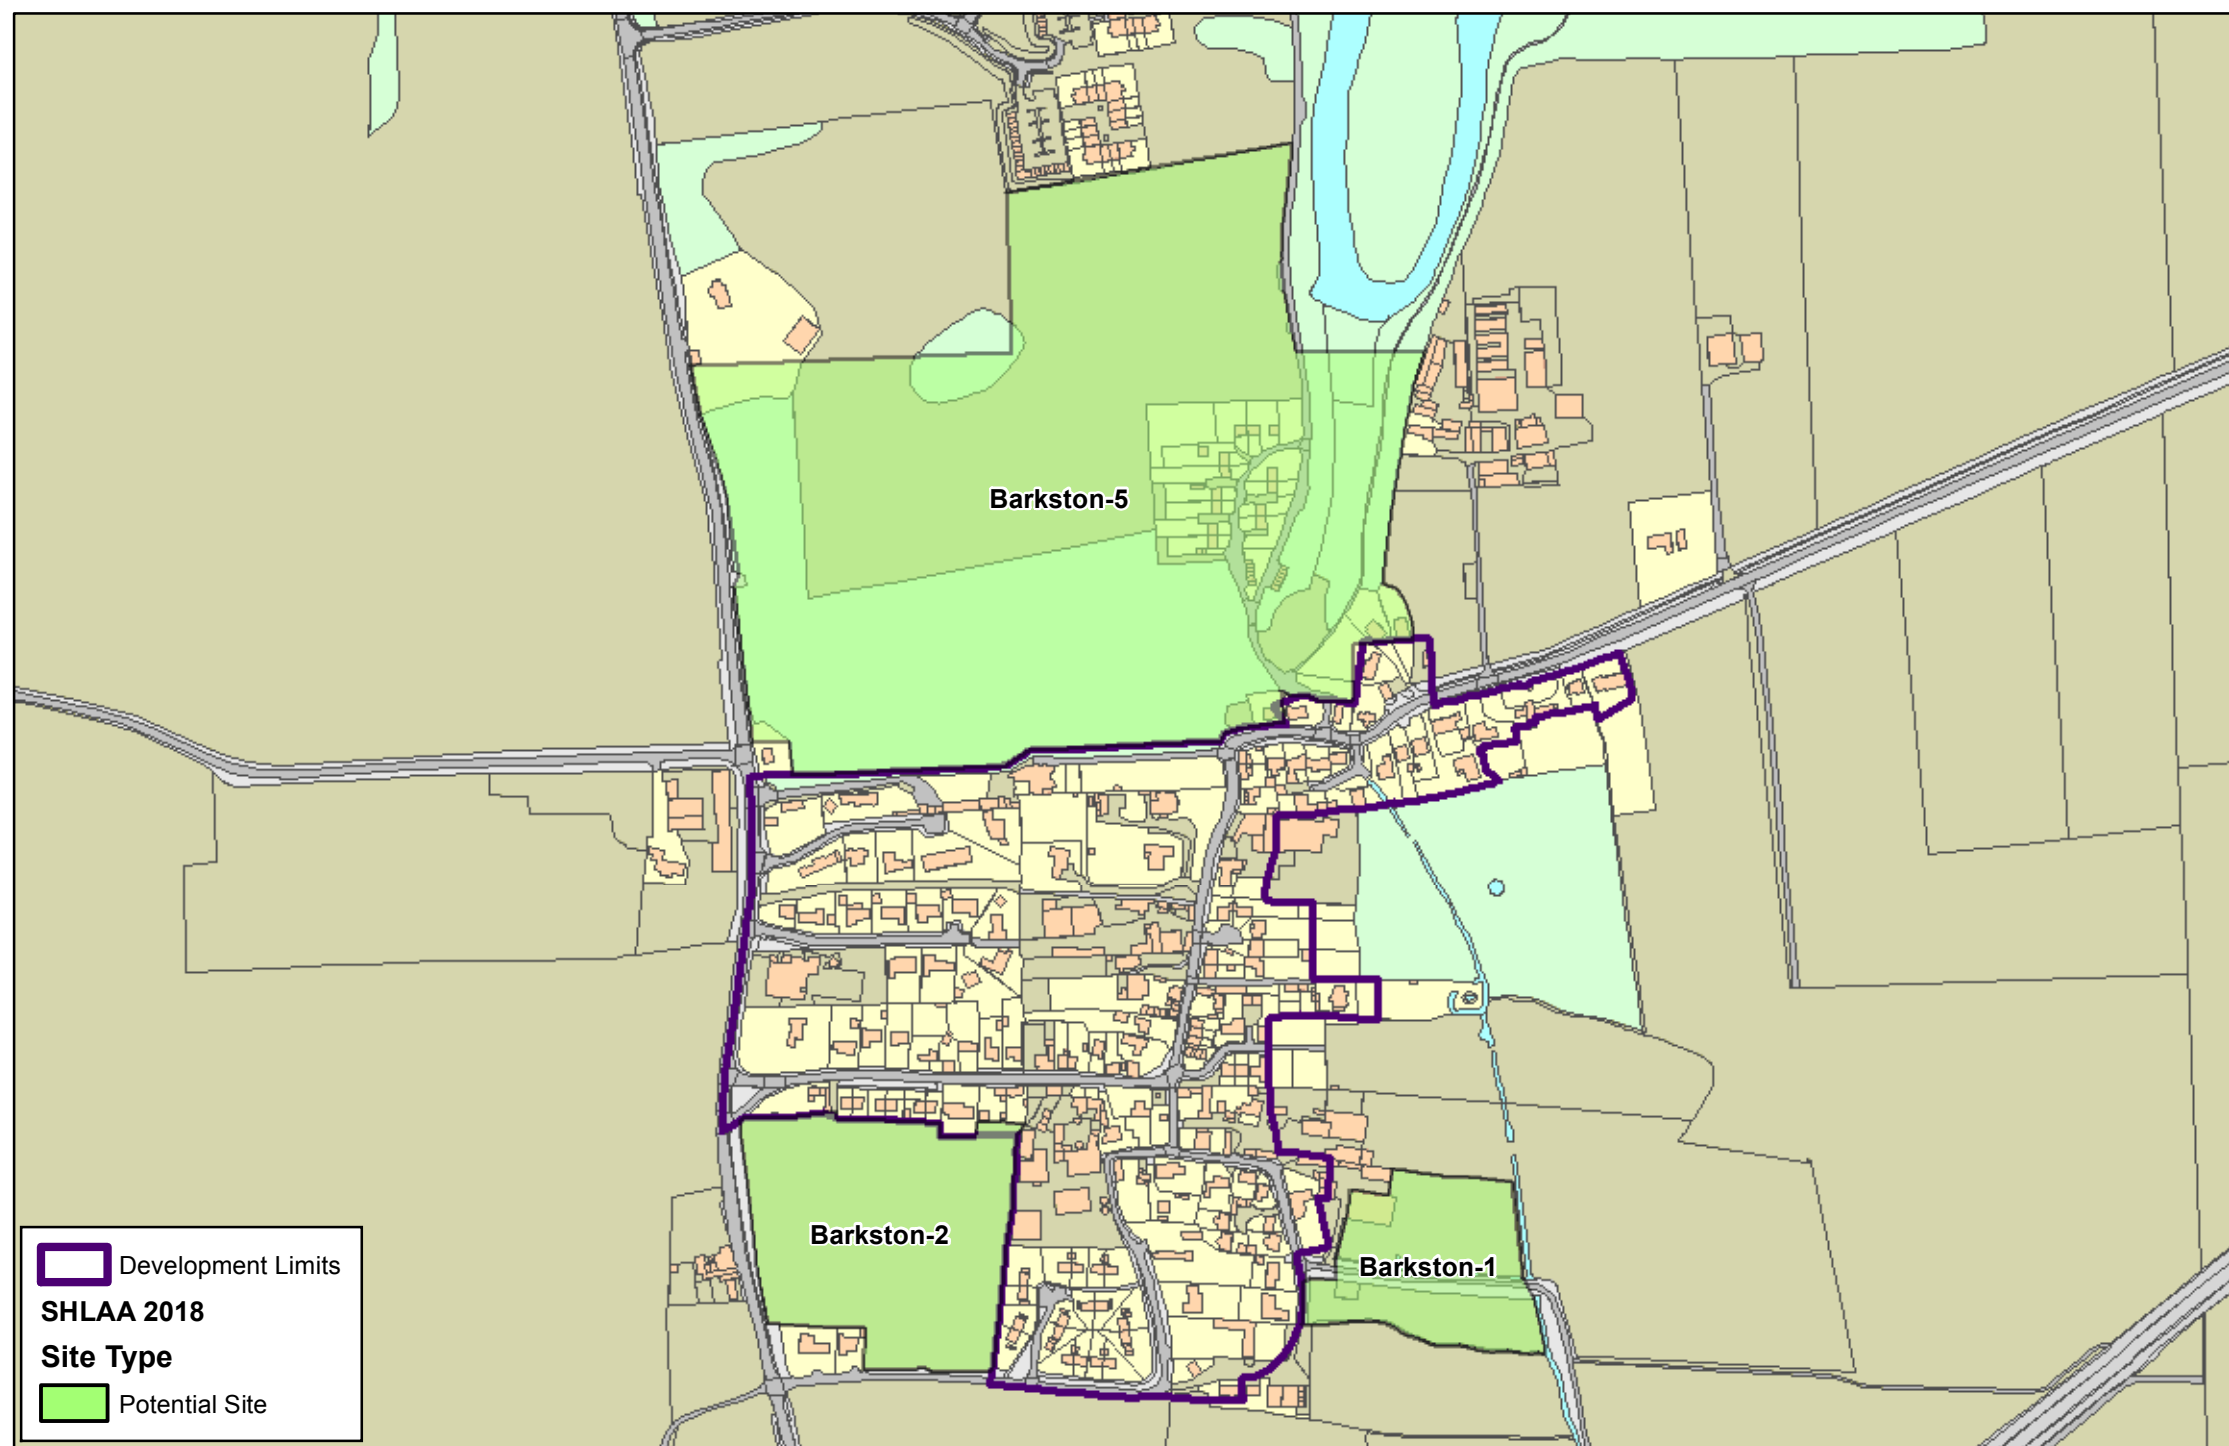 Barkston-5
Barkston-2
Barkston-1
Development Limits
SHLAA 2018
Site Type
Potential Site